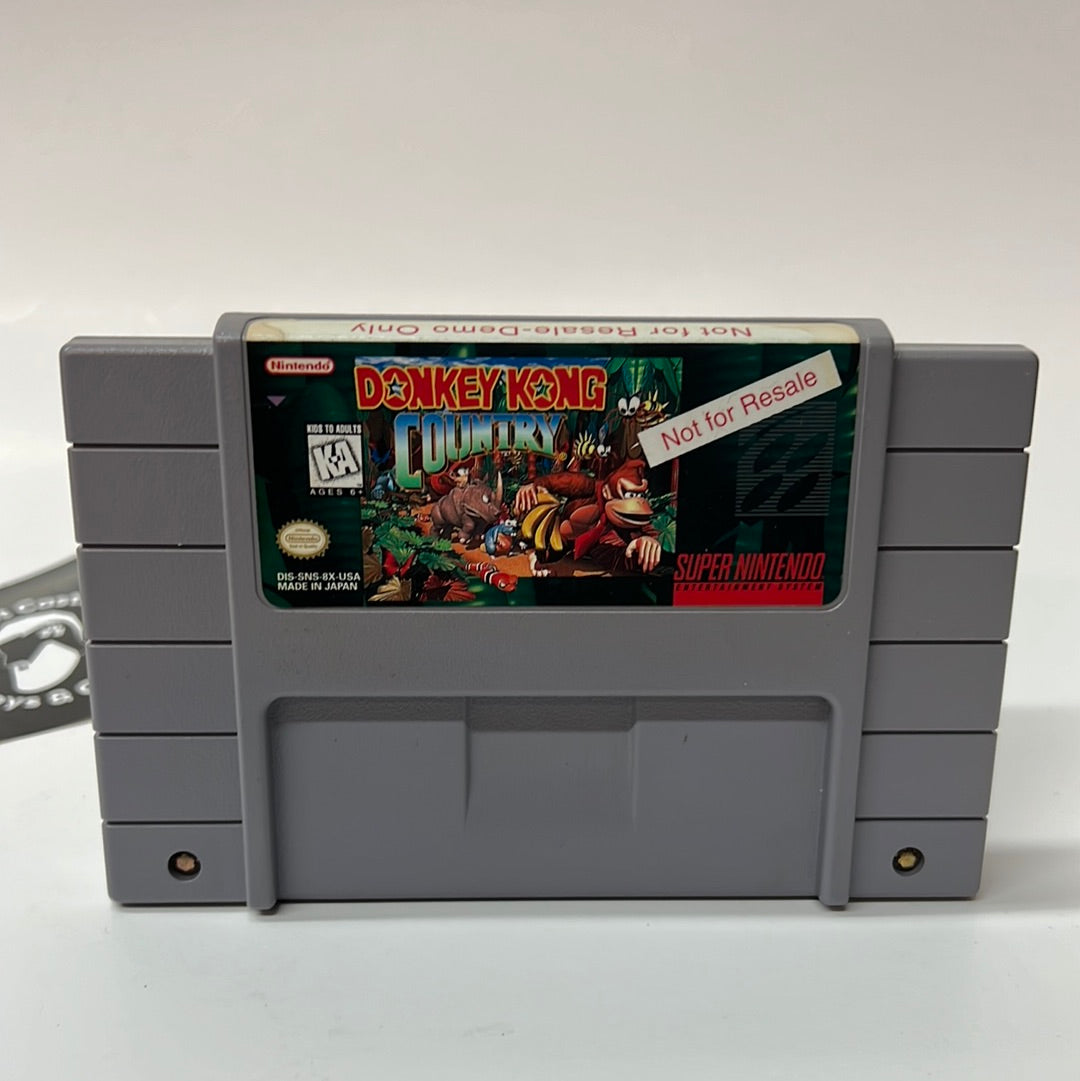 Not for Resale-Demo Only
Nintendo
DONKEY KONG
COUNTRY
Not for Resale
KIDS TO ADULTS
K-A
AGES 6+
Nintendo
DIS-SNS-8X-USA
MADE IN JAPAN
SUPER NINTENDO
ENTERTAINMENT SYSTEM